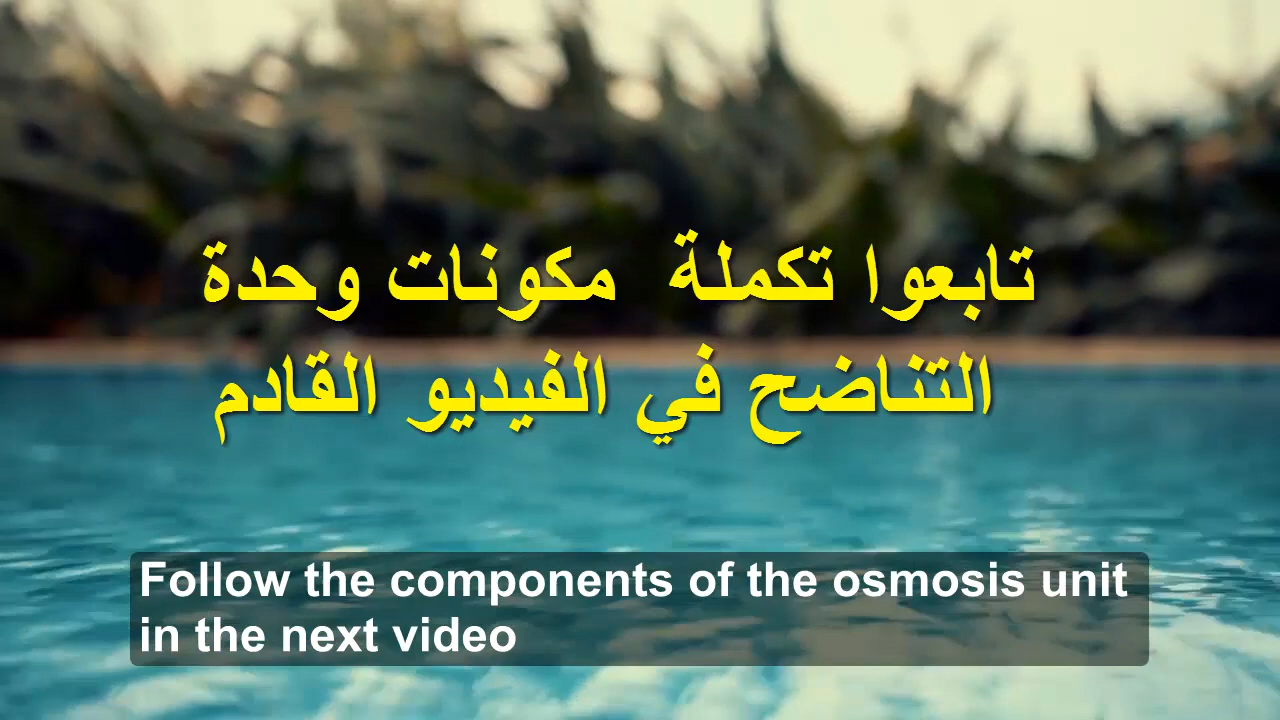 تابعوا تكملة مكونات وحدة
التناضح في الفيديو القادم
Follow the components of the osmosis unit
in the next video